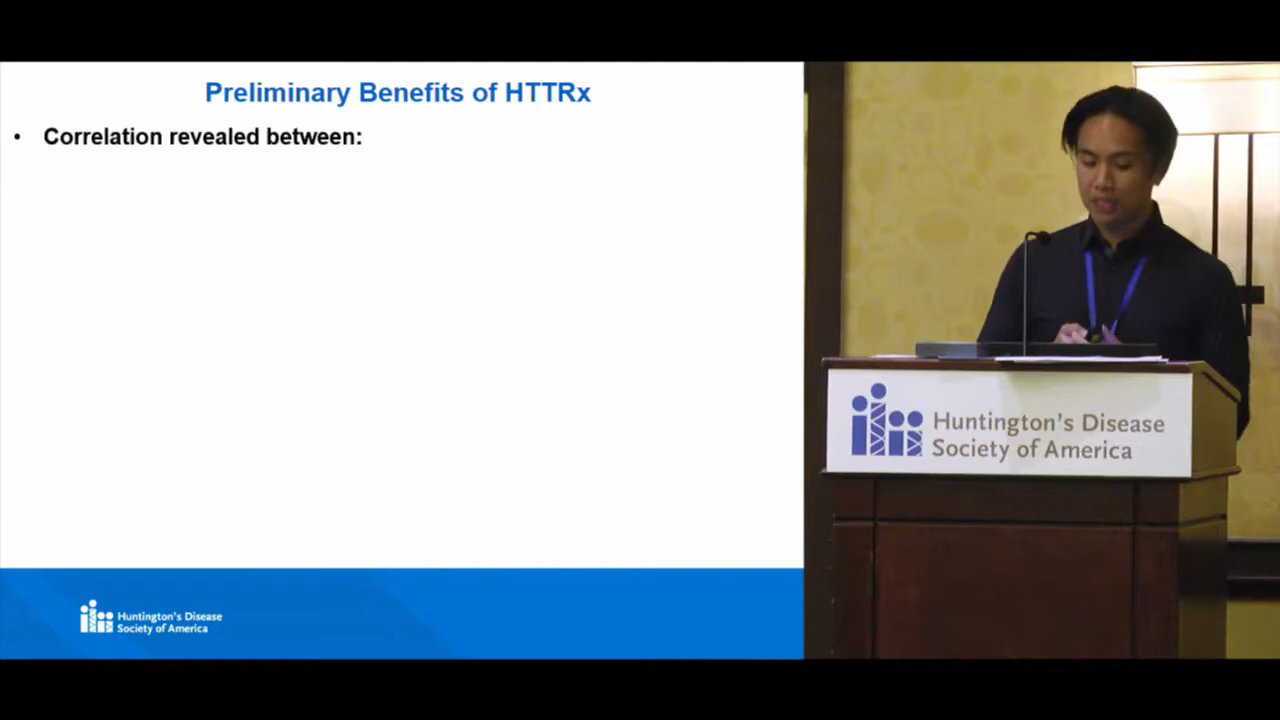 Preliminary Benefits of HTTRx
• Correlation revealed between:
Huntington's Disease
Society of America
Huntington's Disease
Society of America